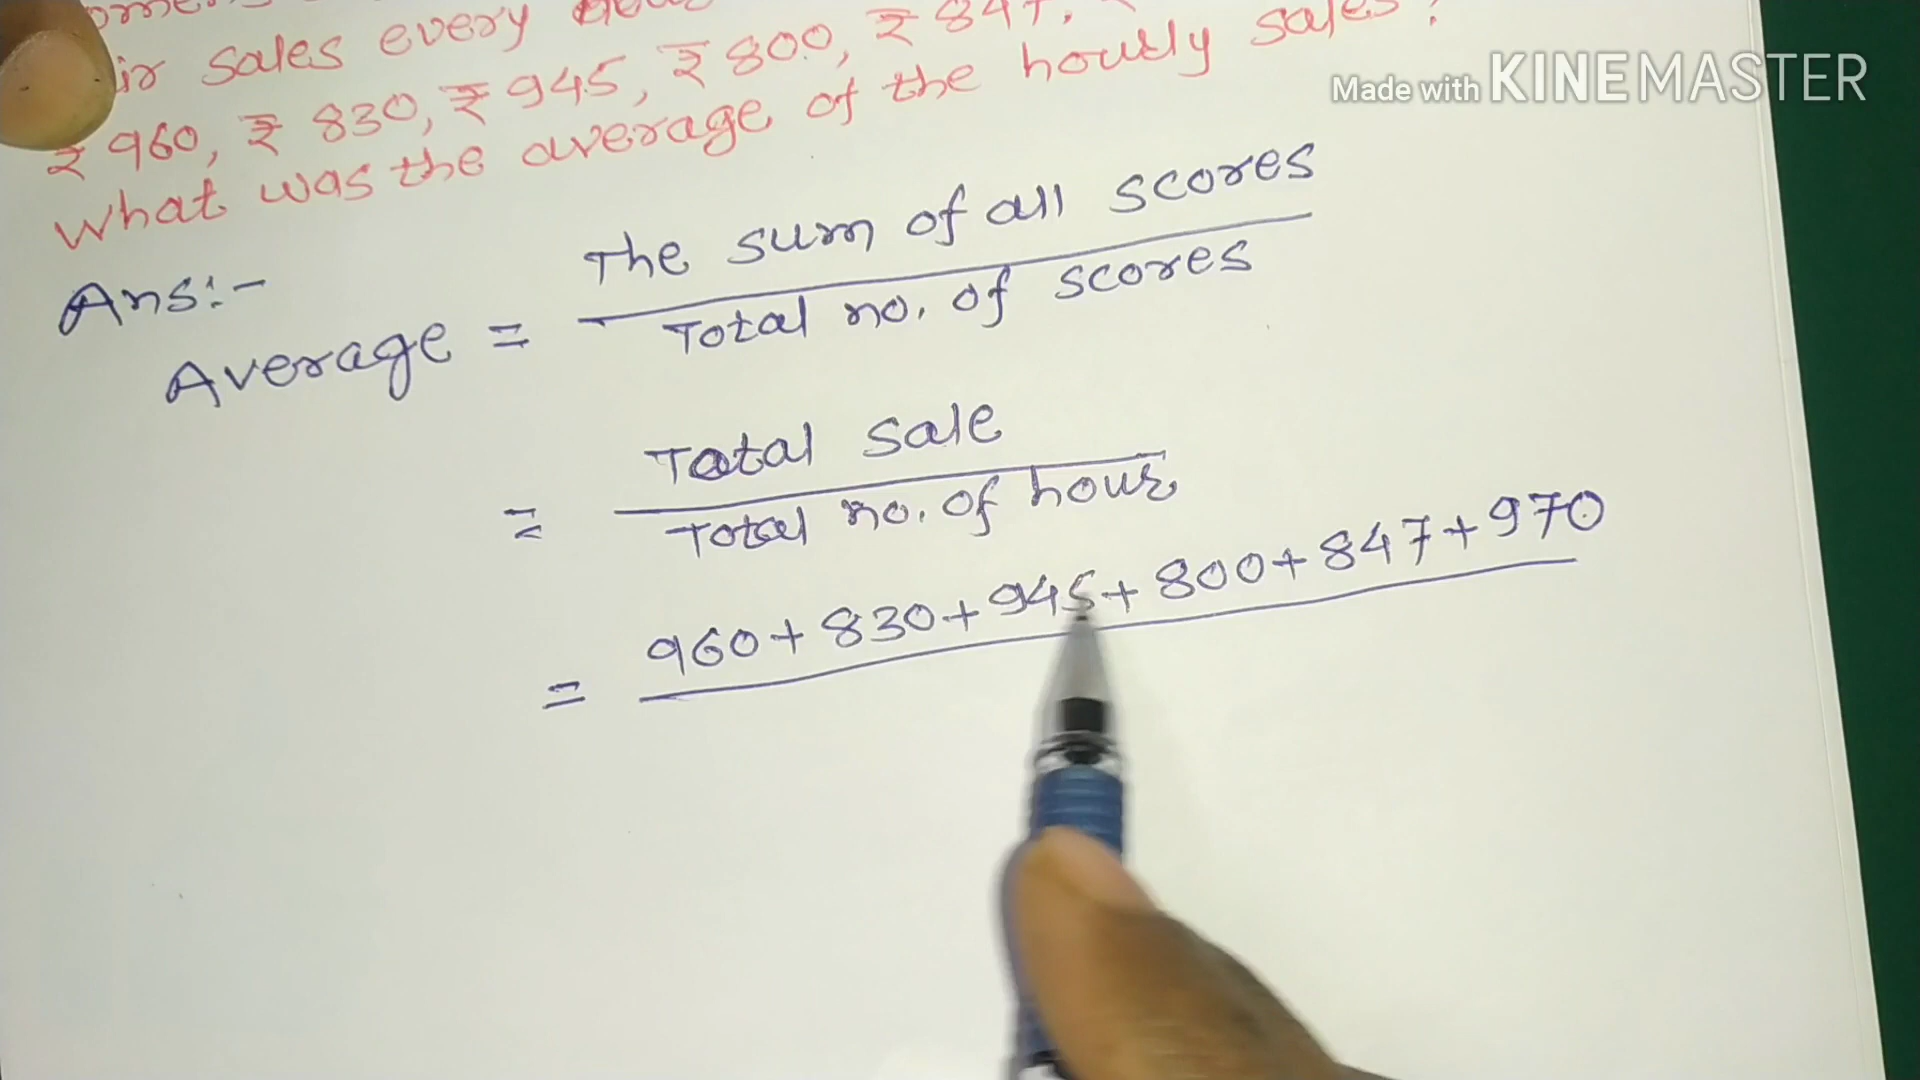 ir sales every
₹ 960, ₹ 830, ₹ 945, ₹ 800, ₹ 847,
What was the average of the hourly sales?
Made with KINEMASTER
Ans:-
Average = The sum of all scores
Total no. of scores
= Total sale
Total no. of hour
= 960+830+945+800+847+970